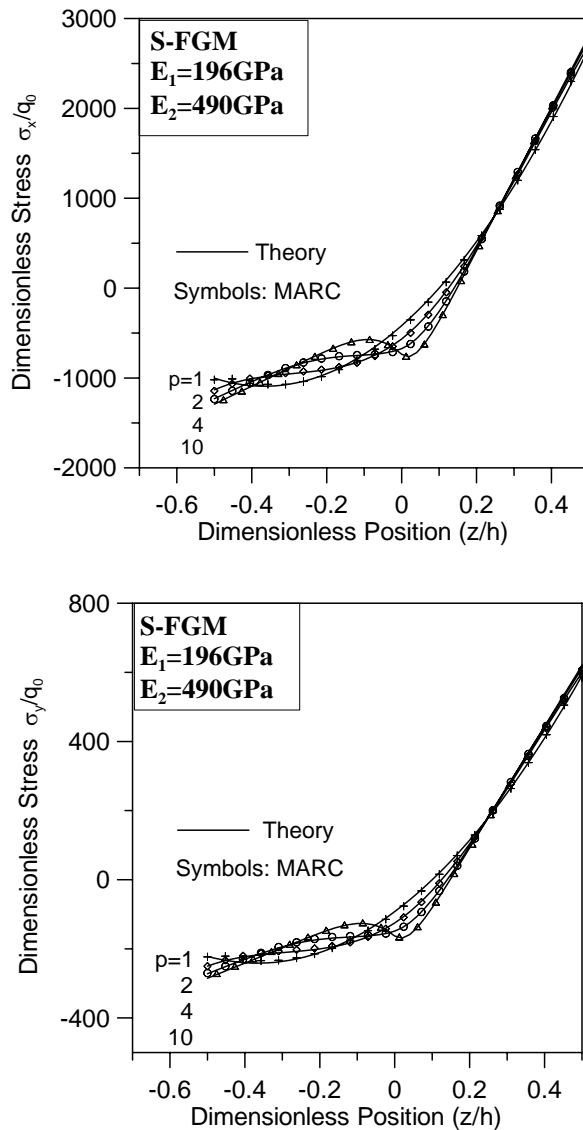 3000
2000
1000
0
-1000
-2000
Dimensionless Stress σx/q0
S-FGM
E1=196GPa
E2=490GPa
Theory
Symbols: MARC
p=1
2
4
10
-0.6 -0.4 -0.2 0 0.2 0.4
Dimensionless Position (z/h)
800
400
0
-400
Dimensionless Stress σy/q0
S-FGM
E1=196GPa
E2=490GPa
Theory
Symbols: MARC
p=1
2
4
10
-0.6 -0.4 -0.2 0 0.2 0.4
Dimensionless Position (z/h)